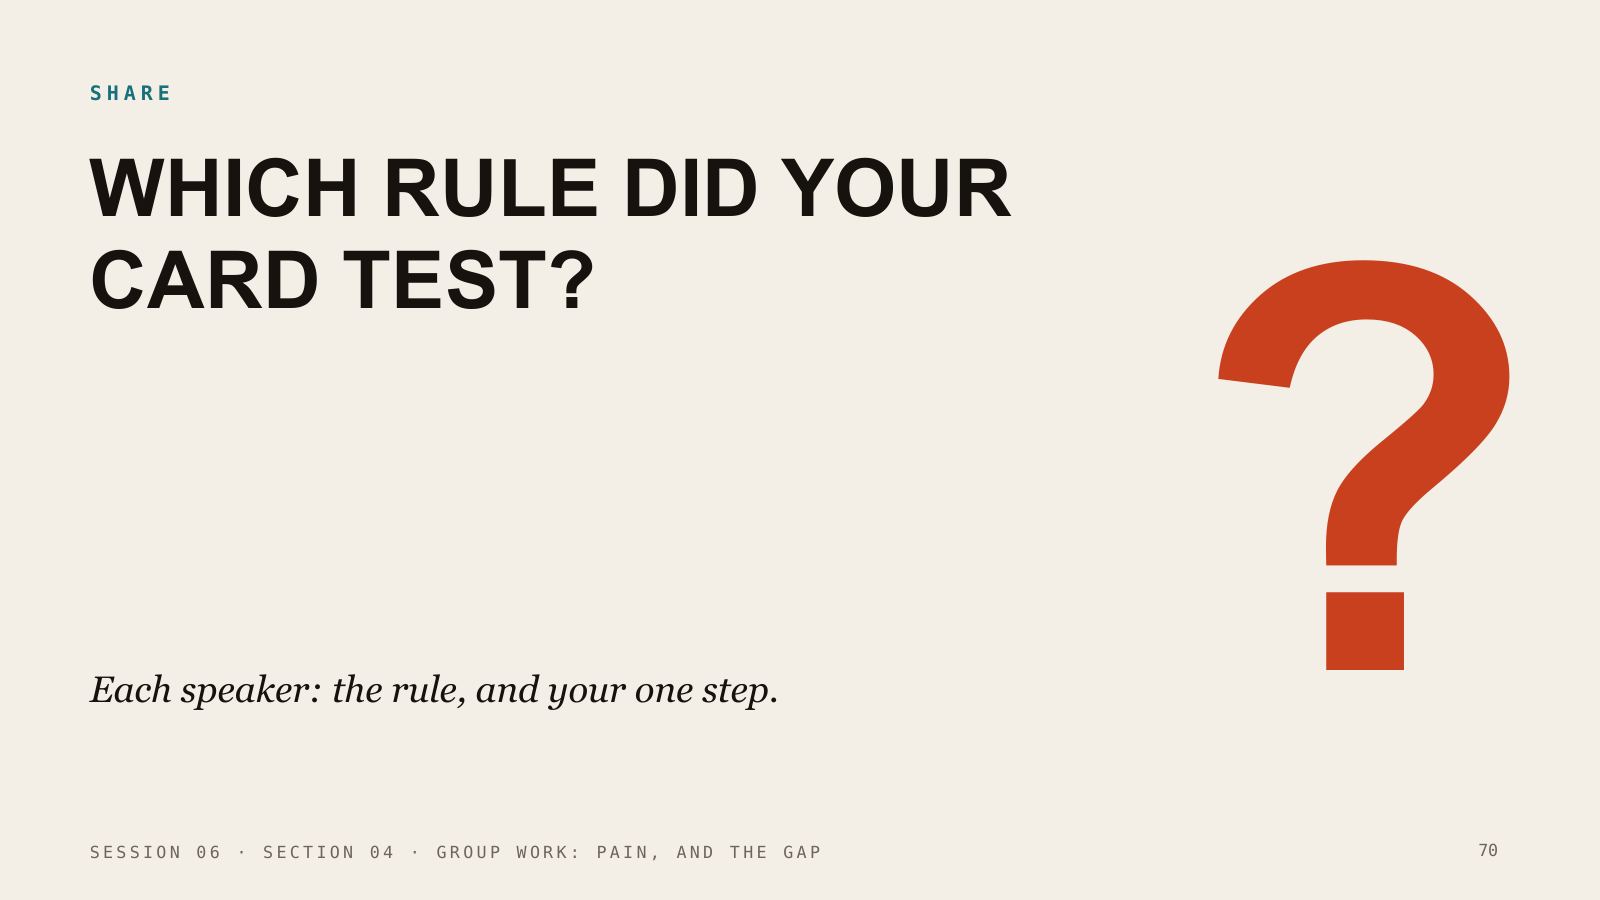 SHARE
WHICH RULE DID YOUR
CARD TEST?
?
Each speaker: the rule, and your one step.
SESSION 06 · SECTION 04 · GROUP WORK: PAIN, AND THE GAP
70